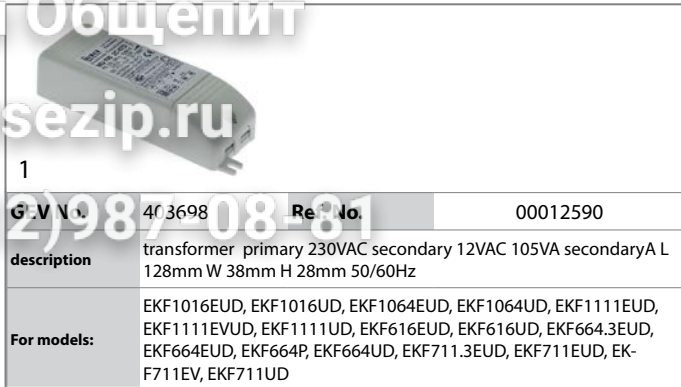 Общепит
sezip.ru
1
2)987-08-81
GEV No. 403698 Ref. No. 00012590
description transformer primary 230VAC secondary 12VAC 105VA secondaryA L
128mm W 38mm H 28mm 50/60Hz
For models: EKF1016EUD, EKF1016UD, EKF1064EUD, EKF1064UD, EKF1111EUD,
EKF1111EVUD, EKF1111UD, EKF616EUD, EKF616UD, EKF664.3EUD,
EKF664EUD, EKF664P, EKF664UD, EKF711.3EUD, EKF711EUD, EK-
F711EV, EKF711UD